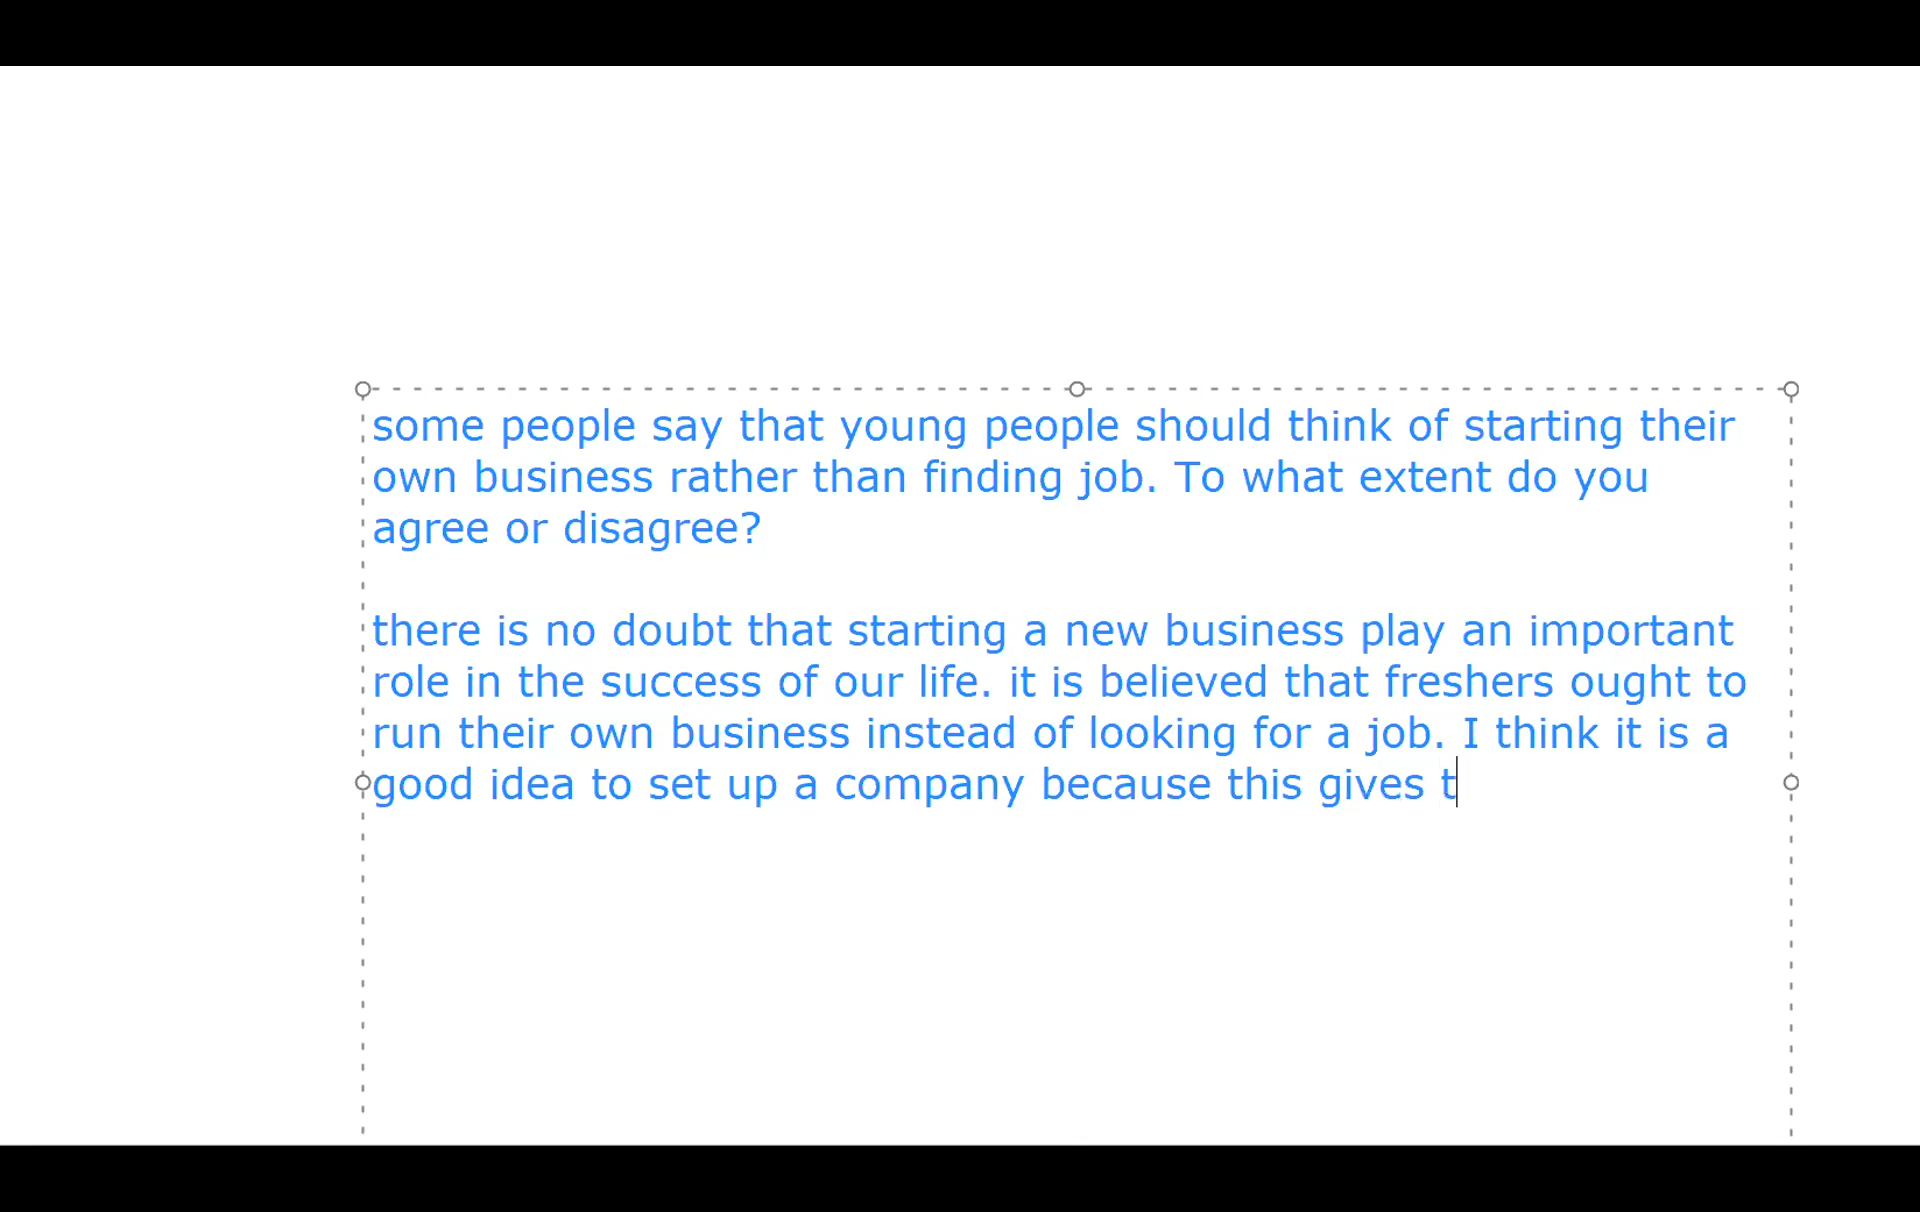 some people say that young people should think of starting their
own business rather than finding job. To what extent do you
agree or disagree?
there is no doubt that starting a new business play an important
role in the success of our life. it is believed that freshers ought to
run their own business instead of looking for a job. I think it is a
good idea to set up a company because this gives t